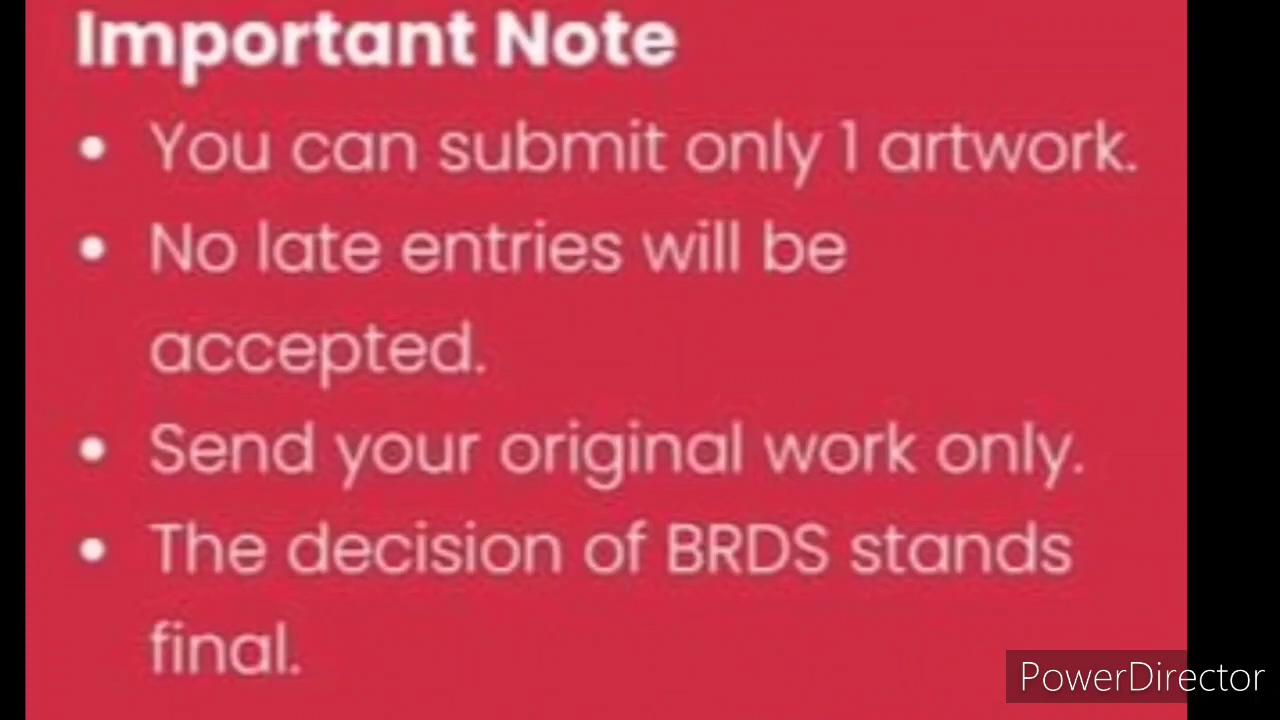 Important Note
• You can submit only 1 artwork.
• No late entries will be
accepted.
• Send your original work only.
• The decision of BRDS stands
final.
PowerDirector